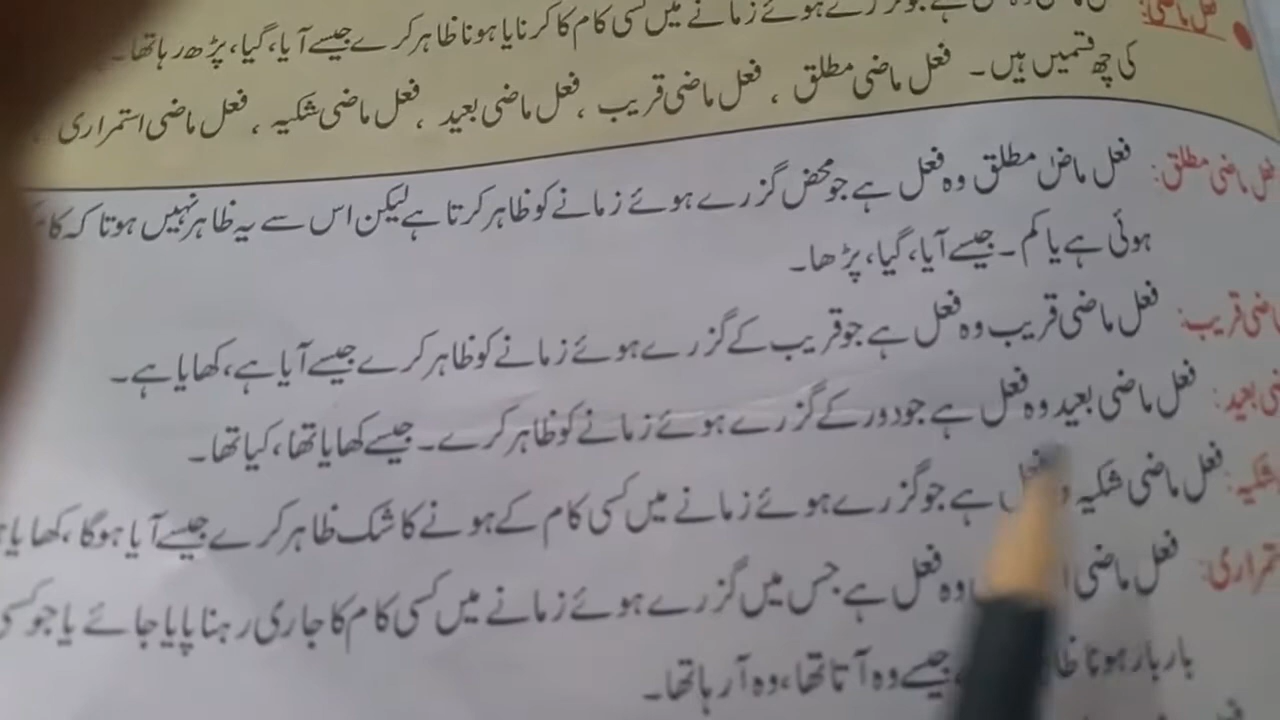 فعل ماضی: ہے جو گزرے ہوئے زمانے میں کسی کام کا کرنا یا ہونا ظاہر کرے جیسے آیا، گیا، پڑھ رہا تھا۔
کی چھ قسمیں ہیں۔ فعل ماضی مطلق، فعل ماضی قریب، فعل ماضی بعید، فعل ماضی شکیہ، فعل ماضی استمراری
فعل ماضی مطلق: فعل ماض مطلق وہ فعل ہے جو محض گزرے ہوئے زمانے کو ظاہر کرتا ہے لیکن اس سے یہ ظاہر نہیں ہوتا کہ
ہوئی ہے یا کم۔ جیسے آیا، گیا، پڑھا۔
ماضی قریب: فعل ماضی قریب وہ فعل ہے جو قریب کے گزرے ہوئے زمانے کو ظاہر کرے جیسے آیا ہے، کھایا ہے۔
بعید: فعل ماضی بعید وہ فعل ہے جو دور کے گزرے ہوئے زمانے کو ظاہر کرے۔ جیسے کھایا تھا، کیا تھا۔
شکیہ: فعل ماضی شکیہ فعل ہے جو گزرے ہوئے زمانے میں کسی کام کے ہونے کا شک ظاہر کرے جیسے آیا ہوگا، کھایا
فعل ماضی وہ فعل ہے جس میں گزرے ہوئے زمانے میں کسی کام کا جاری رہنا پایا جائے یا جو کسی
بار بار ہونا جیسے وہ آتا تھا، وہ آ رہا تھا۔